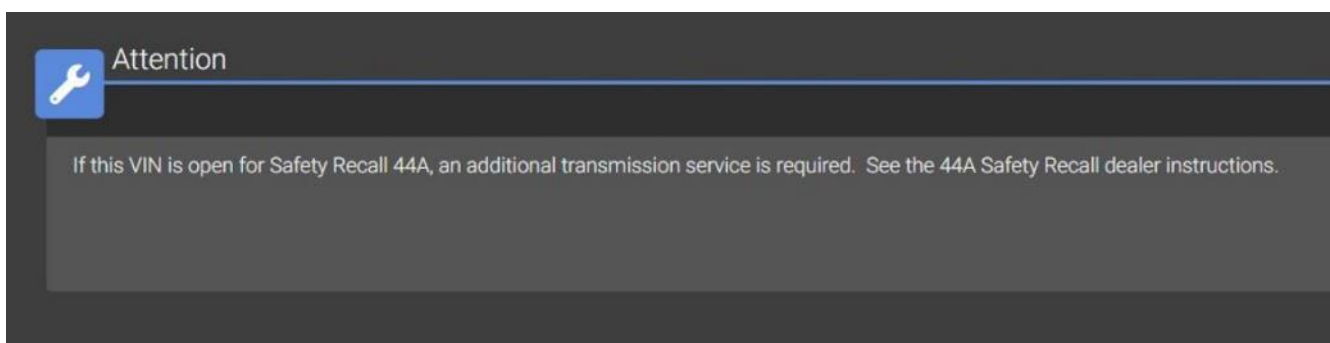 Attention
If this VIN is open for Safety Recall 44A, an additional transmission service is required.  See the 44A Safety Recall dealer instructions.